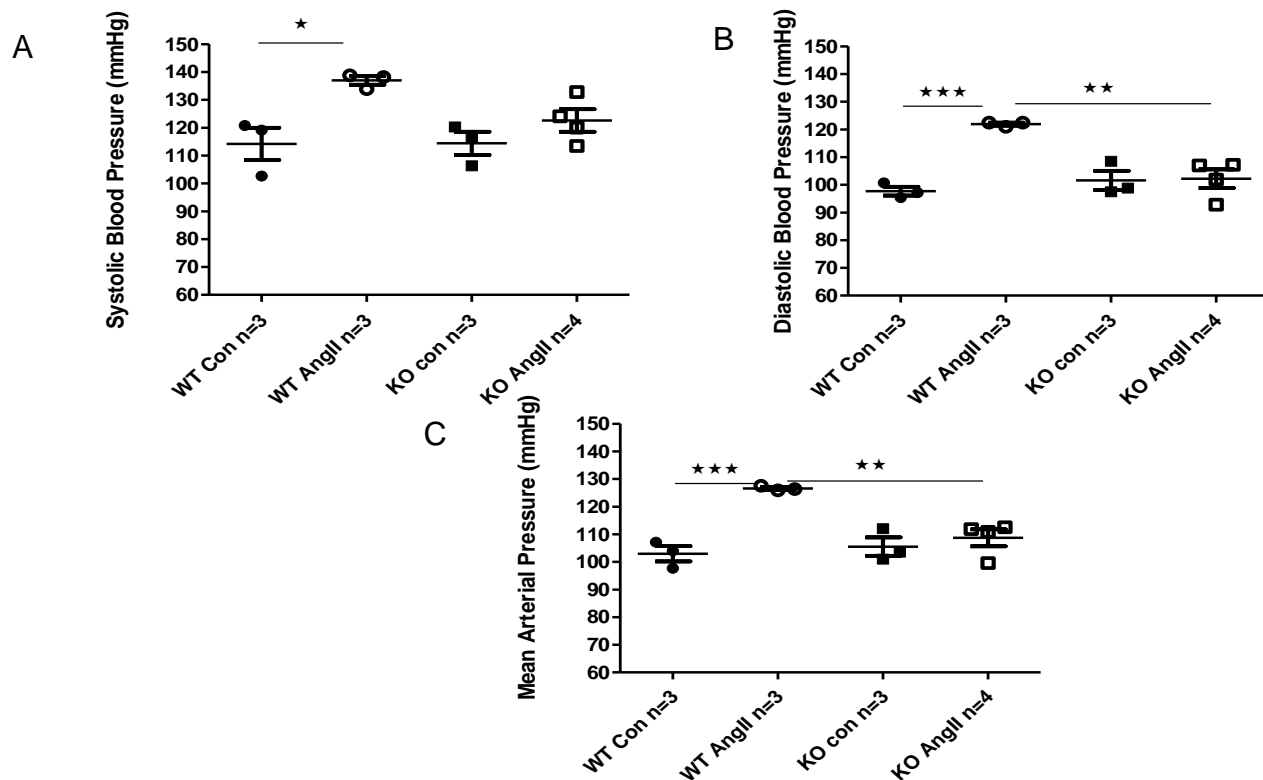 A
Systolic Blood Pressure (mmHg)
★
150
140
130
120
110
100
90
80
70
60
WT Con n=3
WT AngII n=3
KO con n=3
KO AngII n=4
B
Diastolic Blood Pressure (mmHg)
★★★
★★
150
140
130
120
110
100
90
80
70
60
WT Con n=3
WT AngII n=3
KO con n=3
KO AngII n=4
C
Mean Arterial Pressure (mmHg)
★★★
★★
150
140
130
120
110
100
90
80
70
60
WT Con n=3
WT AngII n=3
KO con n=3
KO AngII n=4